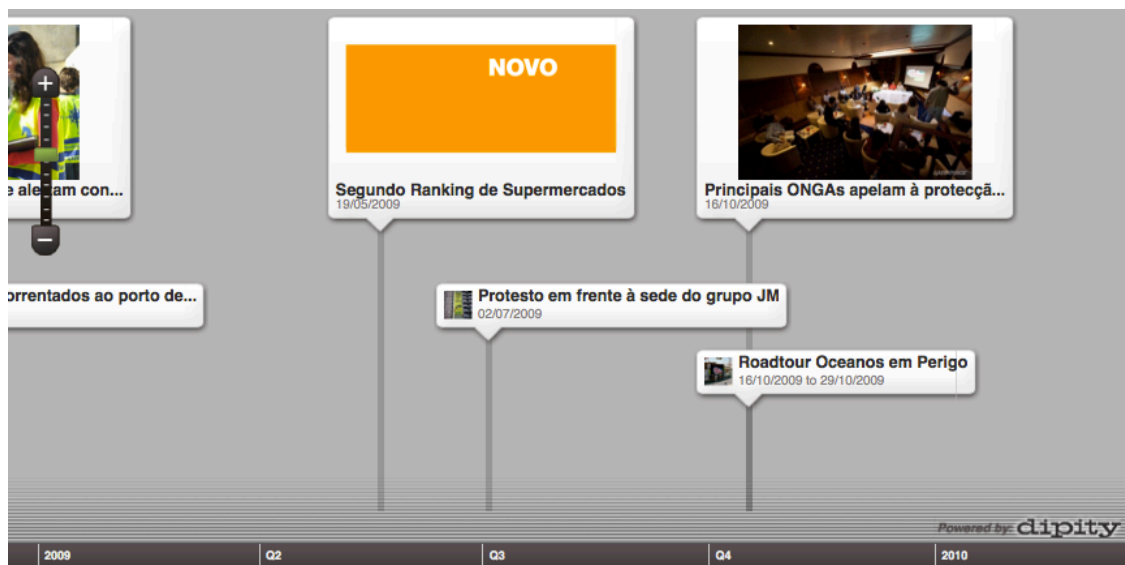 NOVO
e alertam con...
Segundo Ranking de Supermercados
19/05/2009
Principais ONGAs apelam à protecçã...
16/10/2009
orrentados ao porto de...
Protesto em frente à sede do grupo JM
02/07/2009
Roadtour Oceanos em Perigo
16/10/2009 to 29/10/2009
Powered by: dipity
2009
Q2
Q3
Q4
2010